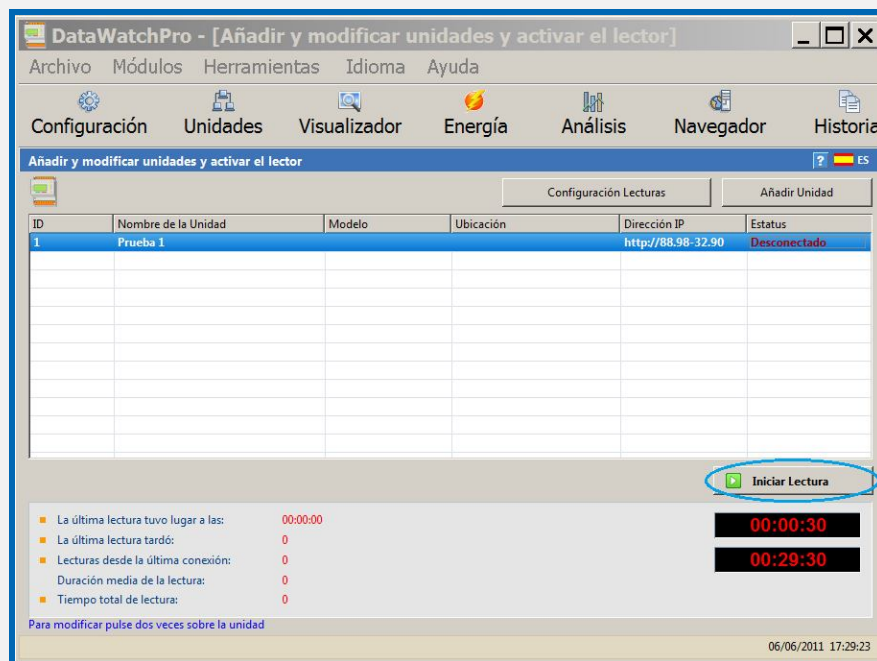 DataWatchPro - [Añadir y modificar unidades y activar el lector]
Archivo Módulos Herramientas Idioma Ayuda
Configuración Unidades Visualizador Energía Análisis Navegador Historia
Añadir y modificar unidades y activar el lector ? ES
Configuración Lecturas Añadir Unidad
ID Nombre de la Unidad Modelo Ubicación Dirección IP Estatus
1 Prueba 1 http://88.98-32.90 Desconectado
Iniciar Lectura
La última lectura tuvo lugar a las: 00:00:00
00:00:30
La última lectura tardó: 0
Lecturas desde la última conexión: 0
00:29:30
Duración media de la lectura: 0
Tiempo total de lectura: 0
Para modificar pulse dos veces sobre la unidad
06/06/2011 17:29:23